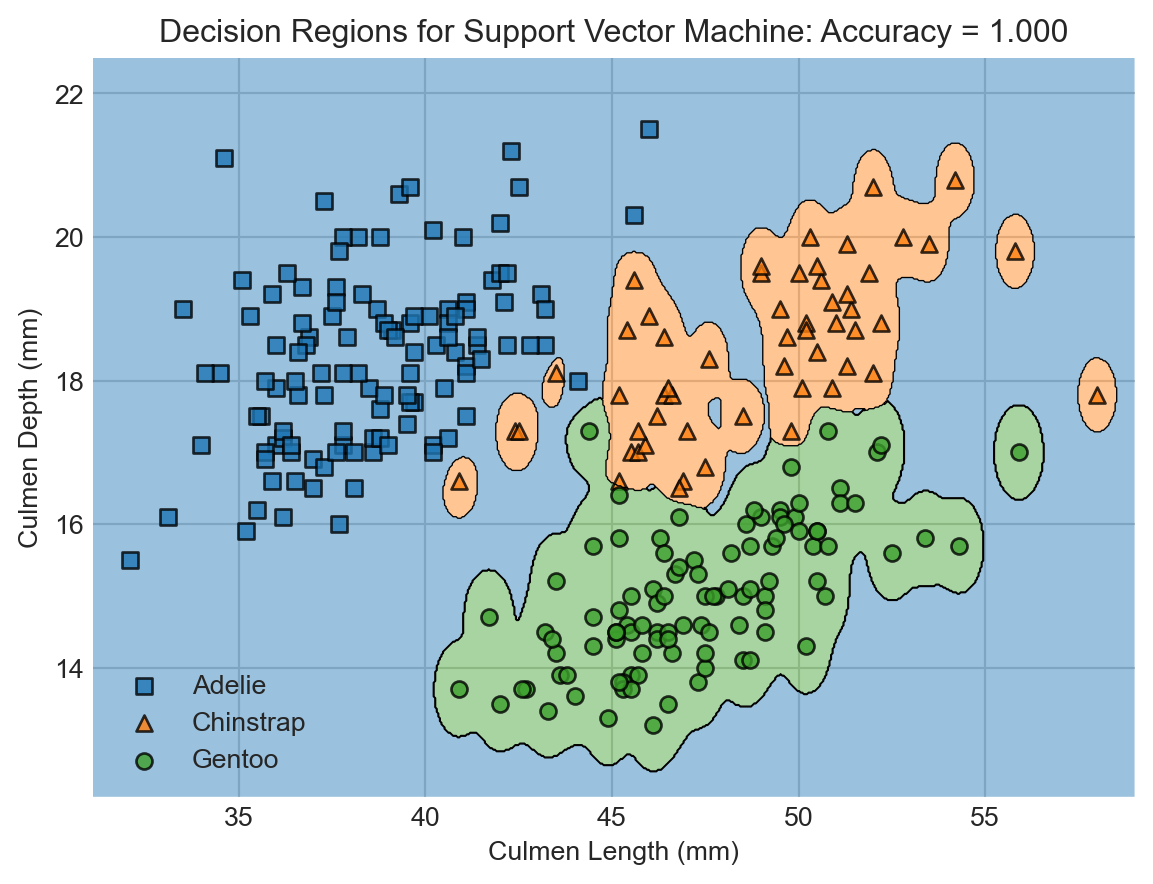 Decision Regions for Support Vector Machine: Accuracy = 1.000
22
20
18
16
14
Culmen Depth (mm)
Adelie
Chinstrap
Gentoo
35 40 45 50 55
Culmen Length (mm)